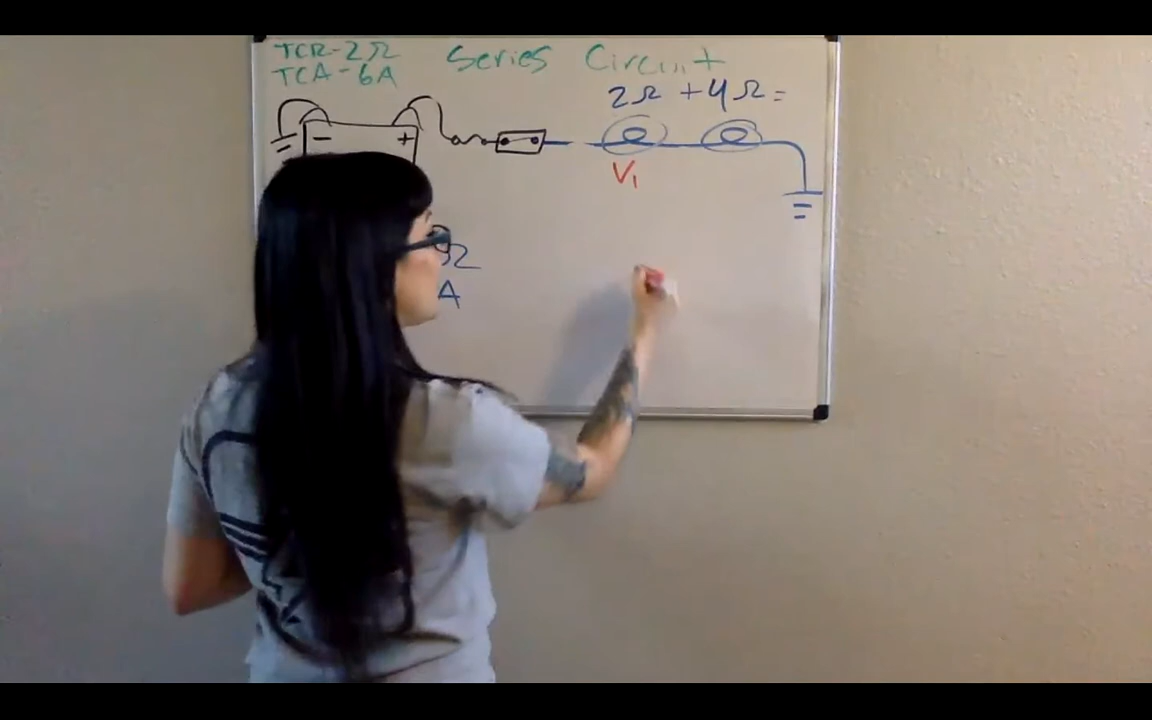 TCR-2Ω Series Circuit
TCA-6A
2Ω + 4Ω =
- +
V1
Ω
A